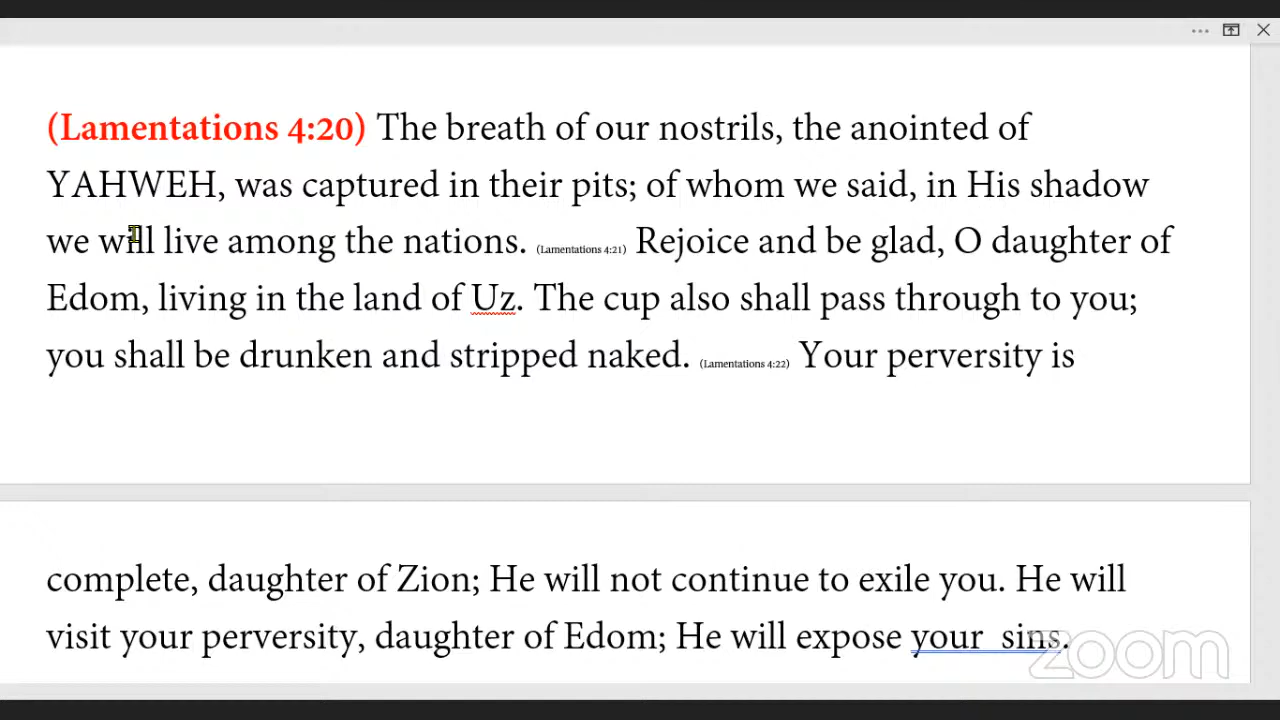 (Lamentations 4:20) The breath of our nostrils, the anointed of
YAHWEH, was captured in their pits; of whom we said, in His shadow
we will live among the nations. (Lamentations 4:21) Rejoice and be glad, O daughter of
Edom, living in the land of Uz. The cup also shall pass through to you;
you shall be drunken and stripped naked. (Lamentations 4:22) Your perversity is
complete, daughter of Zion; He will not continue to exile you. He will
visit your perversity, daughter of Edom; He will expose your  sins.
zoom